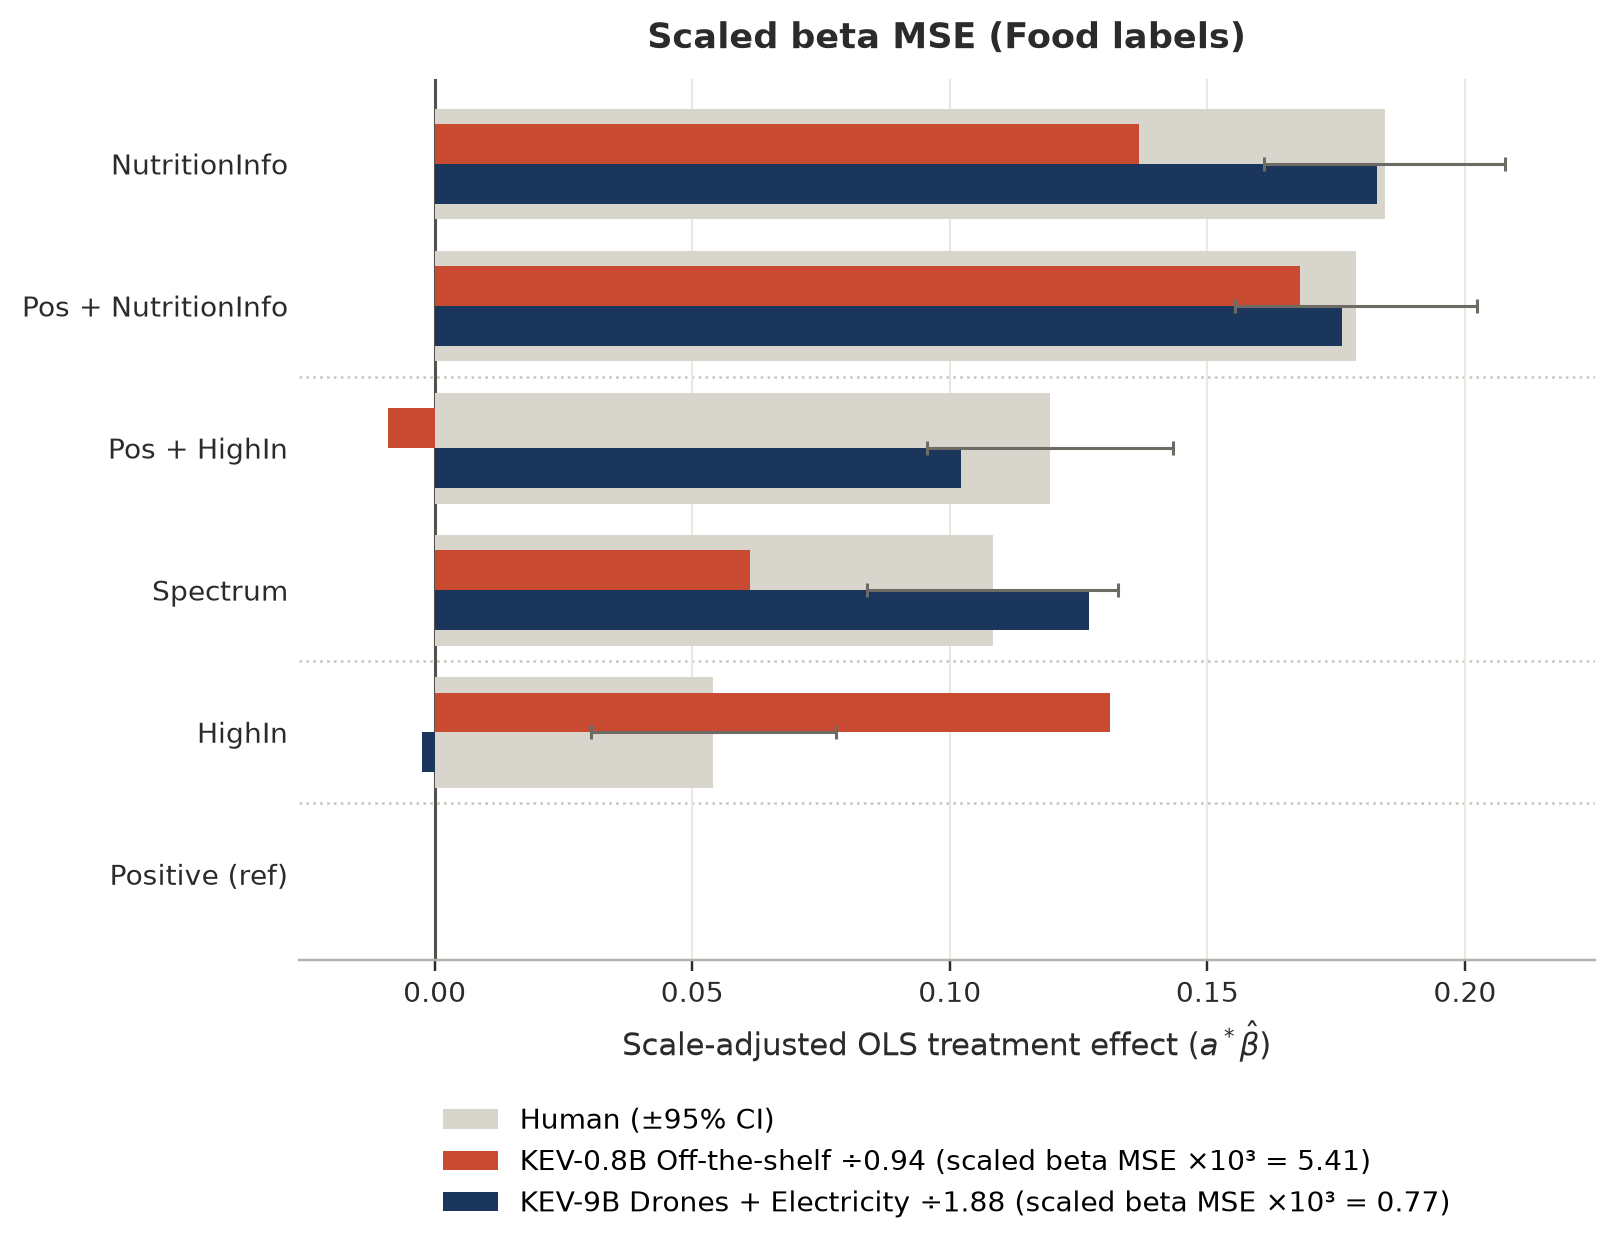 Scaled beta MSE (Food labels)
NutritionInfo
Pos + NutritionInfo
Pos + HighIn
Spectrum
HighIn
Positive (ref)
0.00 0.05 0.10 0.15 0.20
Scale-adjusted OLS treatment effect (a*β̂)
Human (±95% CI)
KEV-0.8B Off-the-shelf ÷0.94 (scaled beta MSE ×10³ = 5.41)
KEV-9B Drones + Electricity ÷1.88 (scaled beta MSE ×10³ = 0.77)